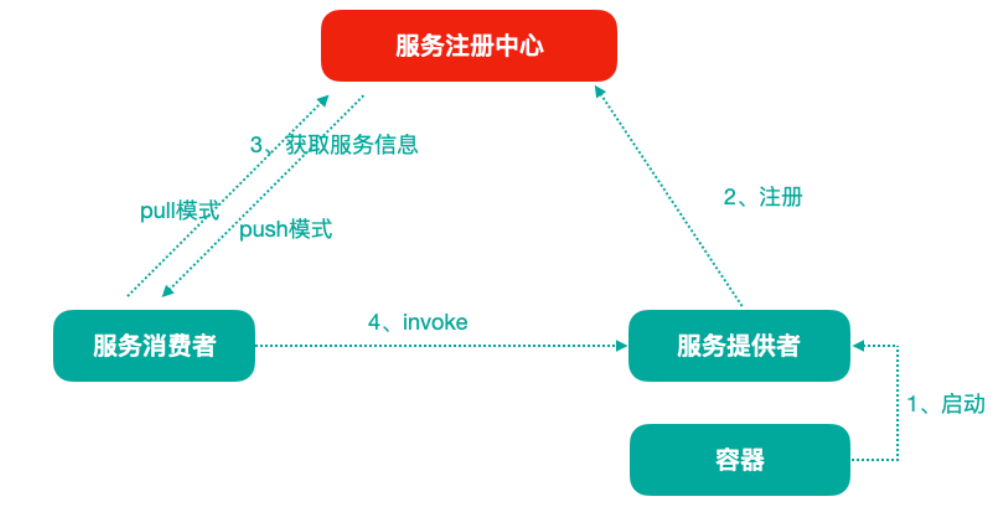 服务注册中心
3、获取服务信息
pull模式
2、注册
push模式
4、invoke
服务消费者
服务提供者
1、启动
容器